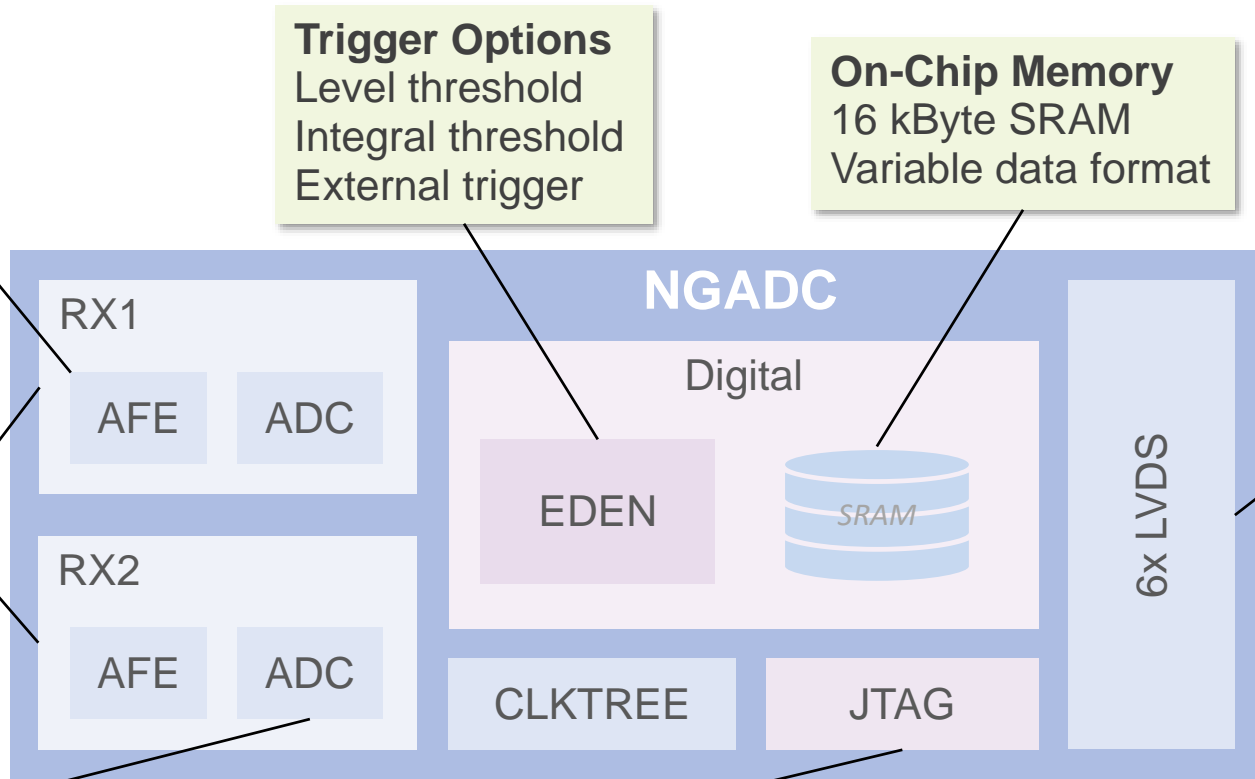 Trigger Options
Level threshold
Integral threshold
External trigger
On-Chip Memory
16 kByte SRAM
Variable data format
NGADC
RX1
AFE
ADC
Digital
EDEN
SRAM
6x LVDS
RX2
AFE
ADC
CLKTREE
JTAG